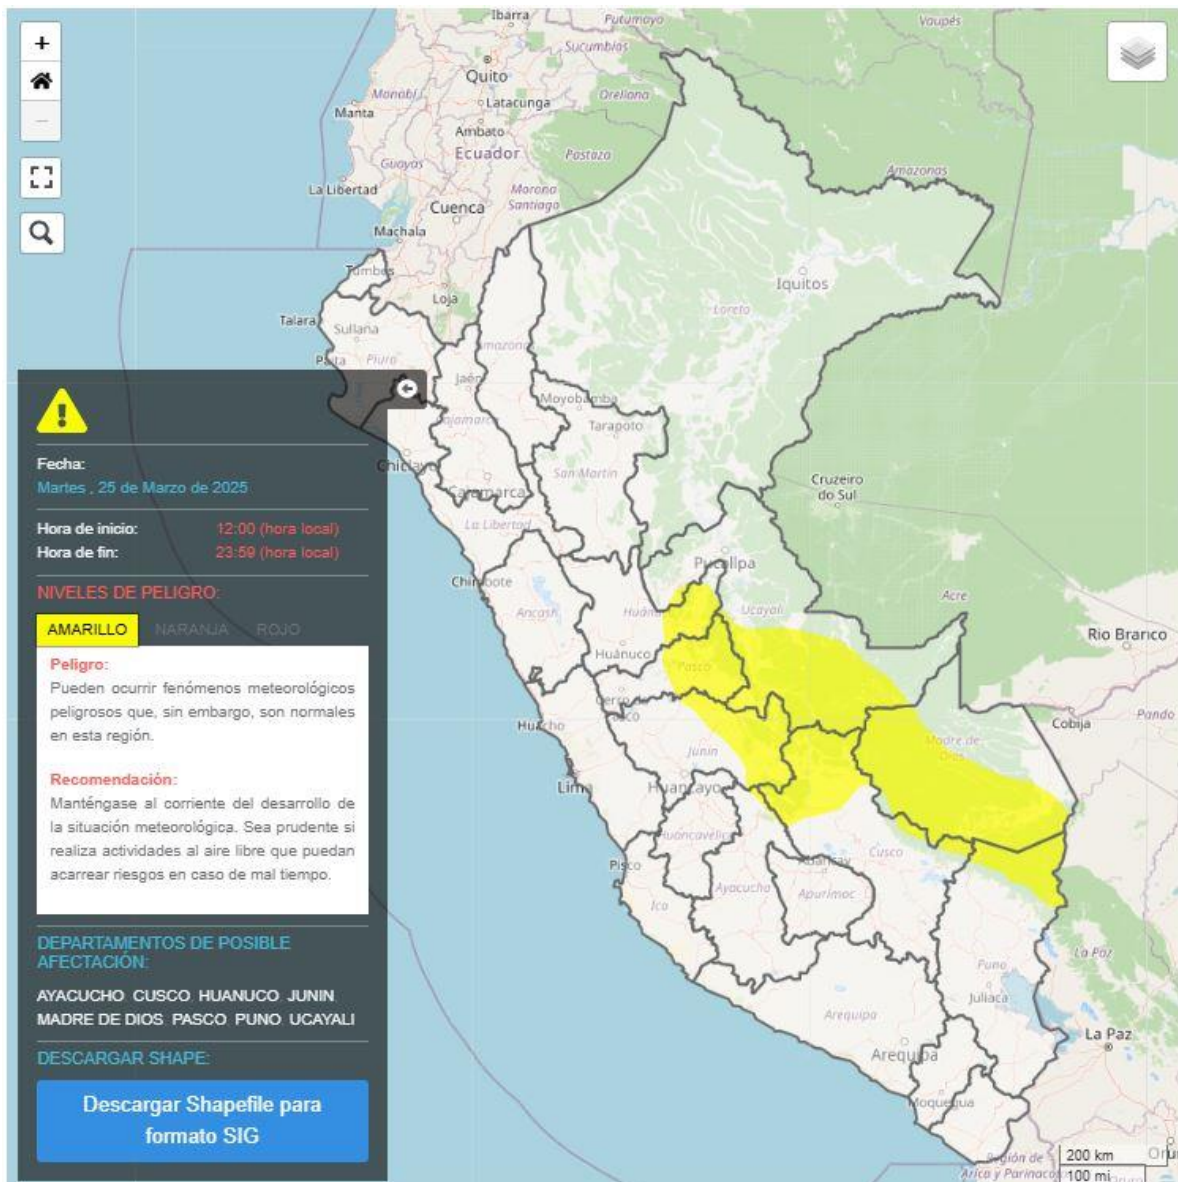 +
−
Ibarra
Putumayo
Vaupés
Sucumbíos
Quito
Manabí
Latacunga
Orellana
Manta
Ambato
Ecuador
Pastaza
Guayas
Amazonas
La Libertad
Morona
Santiago
Cuenca
Machala
Tumbes
Iquitos
Loja
Loreto
Talara
Sullana
Paita
Piura
Jaén
Moyobamba
Cajamarca
Tarapoto
Chiclayo
San Martín
Cajamarca
Cruzeiro
do Sul
La Libertad
Pucallpa
Chimbote
Ancash
Ucayali
Acre
Rio Branco
Huánuco
Pasco
Cobija
Pando
Huacho
Madre de
Dios
Junín
Lima
Huancayo
Huancavelica
Abancay
Cusco
Pisco
Ayacucho
Apurímac
Ica
La Paz
Puno
Juliaca
Arequipa
La Paz
Arequipa
Moquegua
Región de
Arica y Parinacota
200 km
100 mi
Fecha:
Martes , 25 de Marzo de 2025
Hora de inicio: 12:00 (hora local)
Hora de fin: 23:59 (hora local)
NIVELES DE PELIGRO:
AMARILLO NARANJA ROJO
Peligro:
Pueden ocurrir fenómenos meteorológicos
peligrosos que, sin embargo, son normales
en esta región.
Recomendación:
Manténgase al corriente del desarrollo de
la situación meteorológica. Sea prudente si
realiza actividades al aire libre que puedan
acarrear riesgos en caso de mal tiempo.
DEPARTAMENTOS DE POSIBLE
AFECTACIÓN:
AYACUCHO CUSCO HUANUCO JUNIN
MADRE DE DIOS PASCO PUNO UCAYALI
DESCARGAR SHAPE:
Descargar Shapefile para
formato SIG